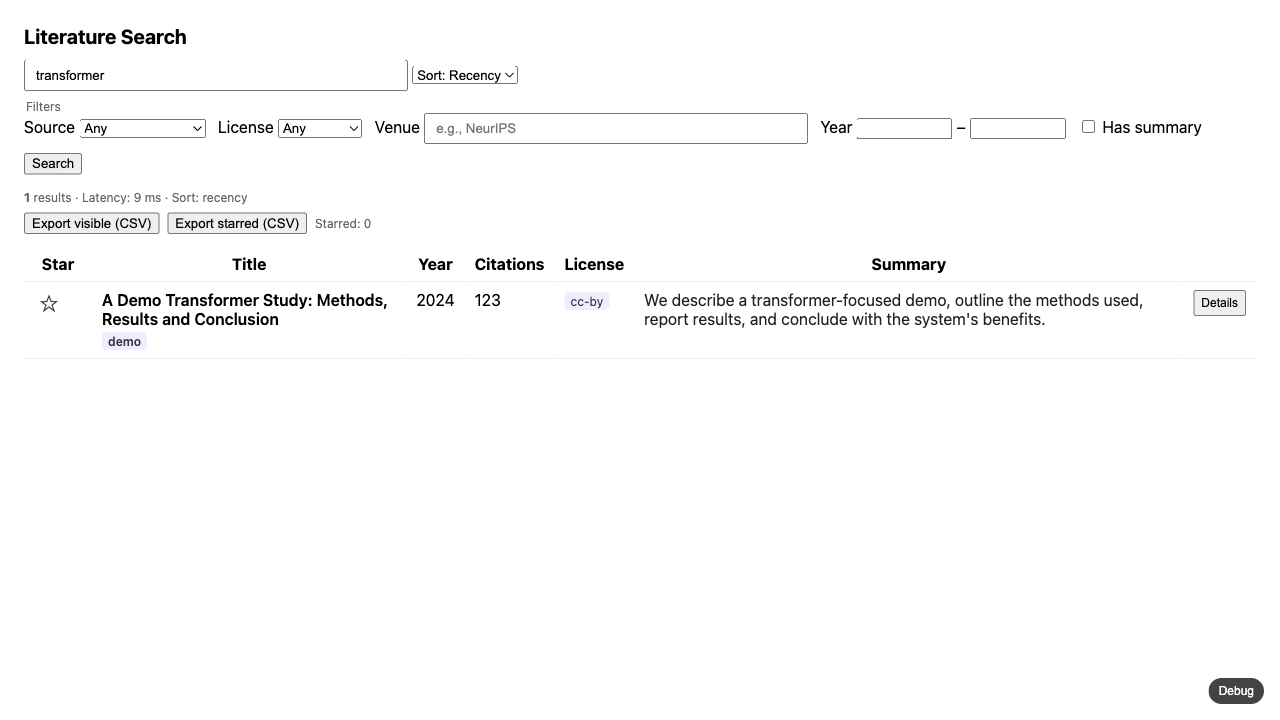 Literature Search
transformer Sort: Recency
Filters
Source Any License Any Venue e.g., NeurIPS Year – Has summary
Search
1 results · Latency: 9 ms · Sort: recency
Export visible (CSV) Export starred (CSV) Starred: 0
Star Title Year Citations License Summary
☆ A Demo Transformer Study: Methods, 2024 123 cc-by We describe a transformer-focused demo, outline the methods used, Details
Results and Conclusion report results, and conclude with the system's benefits.
demo
Debug